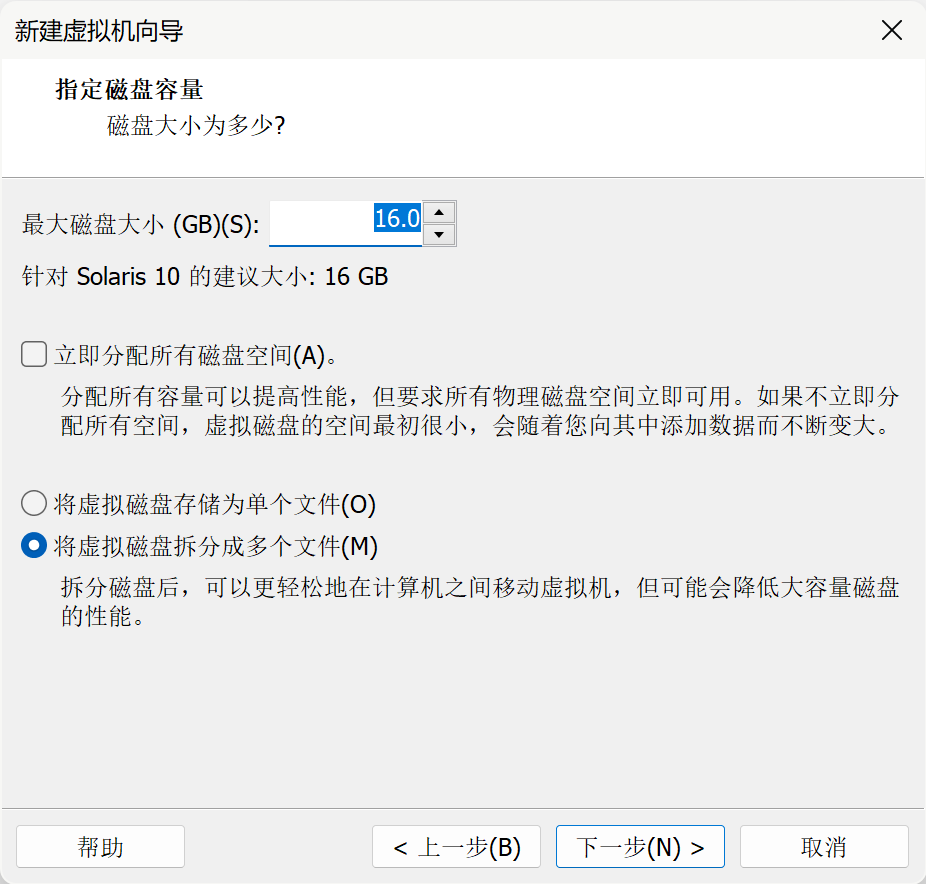 新建虚拟机向导
指定磁盘容量
磁盘大小为多少?
最大磁盘大小 (GB)(S): 16.0
针对 Solaris 10 的建议大小: 16 GB
立即分配所有磁盘空间(A)。
分配所有容量可以提高性能，但要求所有物理磁盘空间立即可用。如果不立即分
配所有空间，虚拟磁盘的空间最初很小，会随着您向其中添加数据而不断变大。
将虚拟磁盘存储为单个文件(O)
将虚拟磁盘拆分成多个文件(M)
拆分磁盘后，可以更轻松地在计算机之间移动虚拟机，但可能会降低大容量磁盘
的性能。
帮助 < 上一步(B) 下一步(N) > 取消